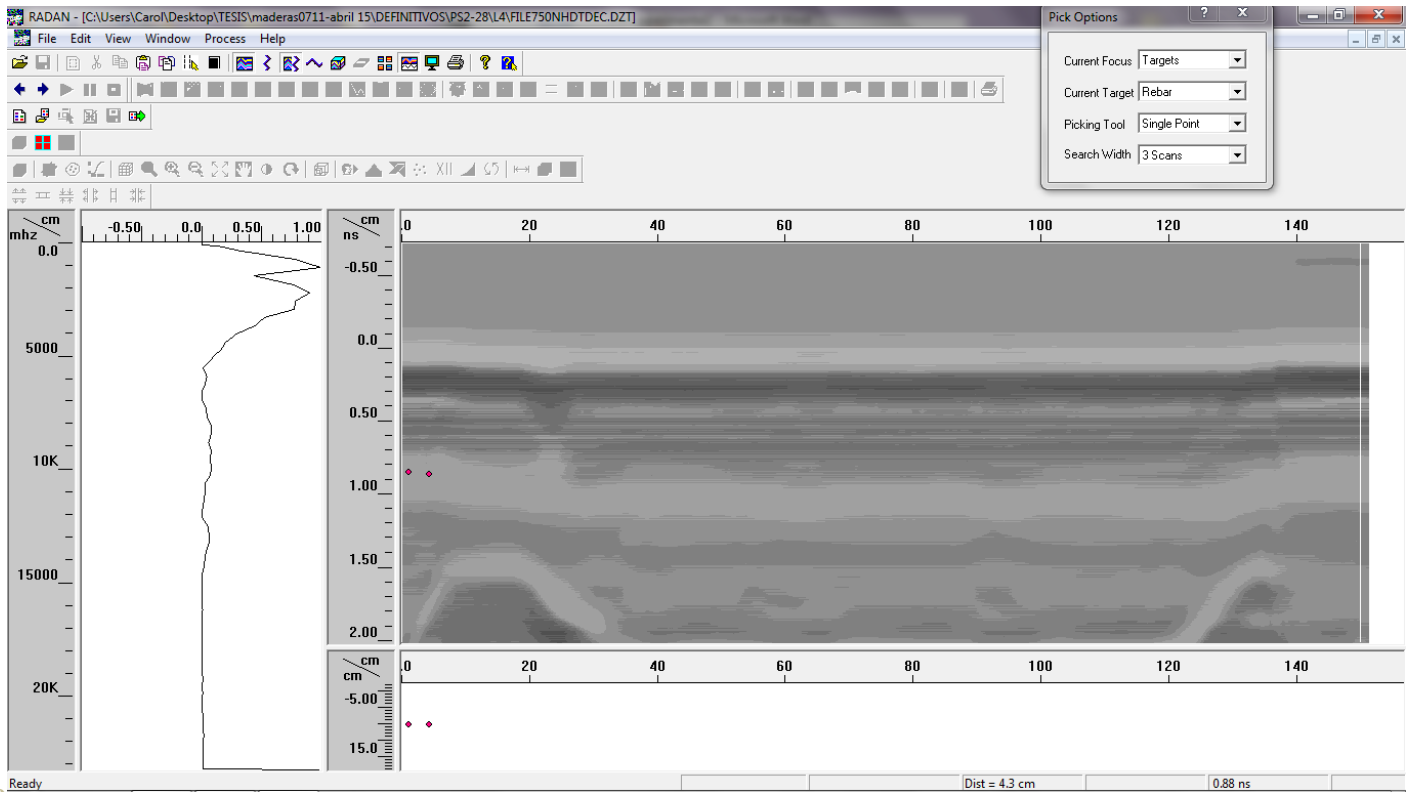 RADAN - [C:\Users\Carol\Desktop\TESIS\maderas0711-abril 15\DEFINITIVOS\PS2-28\L4\FILE750NHDTDEC.DZT]
File Edit View Window Process Help
Pick Options
Current Focus Targets
Current Target Rebar
Picking Tool Single Point
Search Width 3 Scans
XII
cm
mhz
-0.50 0.0 0.50 1.00
cm
ns
.0 20 40 60 80 100 120 140
0.0
5000
10K
15000
20K
-0.50
0.0
0.50
1.00
1.50
2.00
cm
cm
.0 20 40 60 80 100 120 140
-5.00
15.0
Ready
Dist = 4.3 cm
0.88 ns